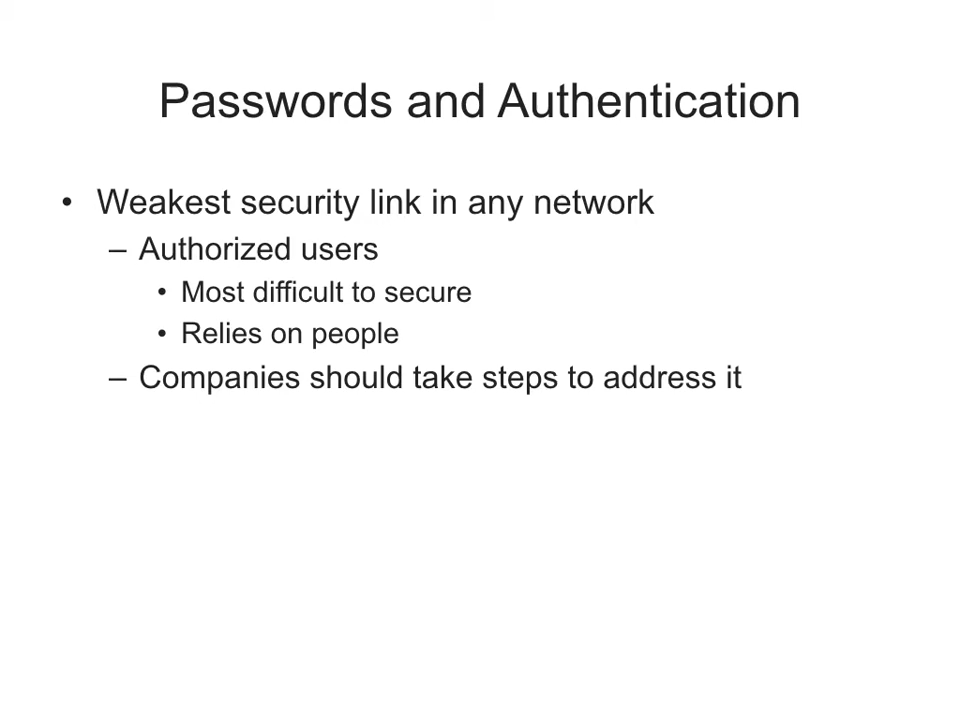 Passwords and Authentication
• Weakest security link in any network
– Authorized users
• Most difficult to secure
• Relies on people
– Companies should take steps to address it